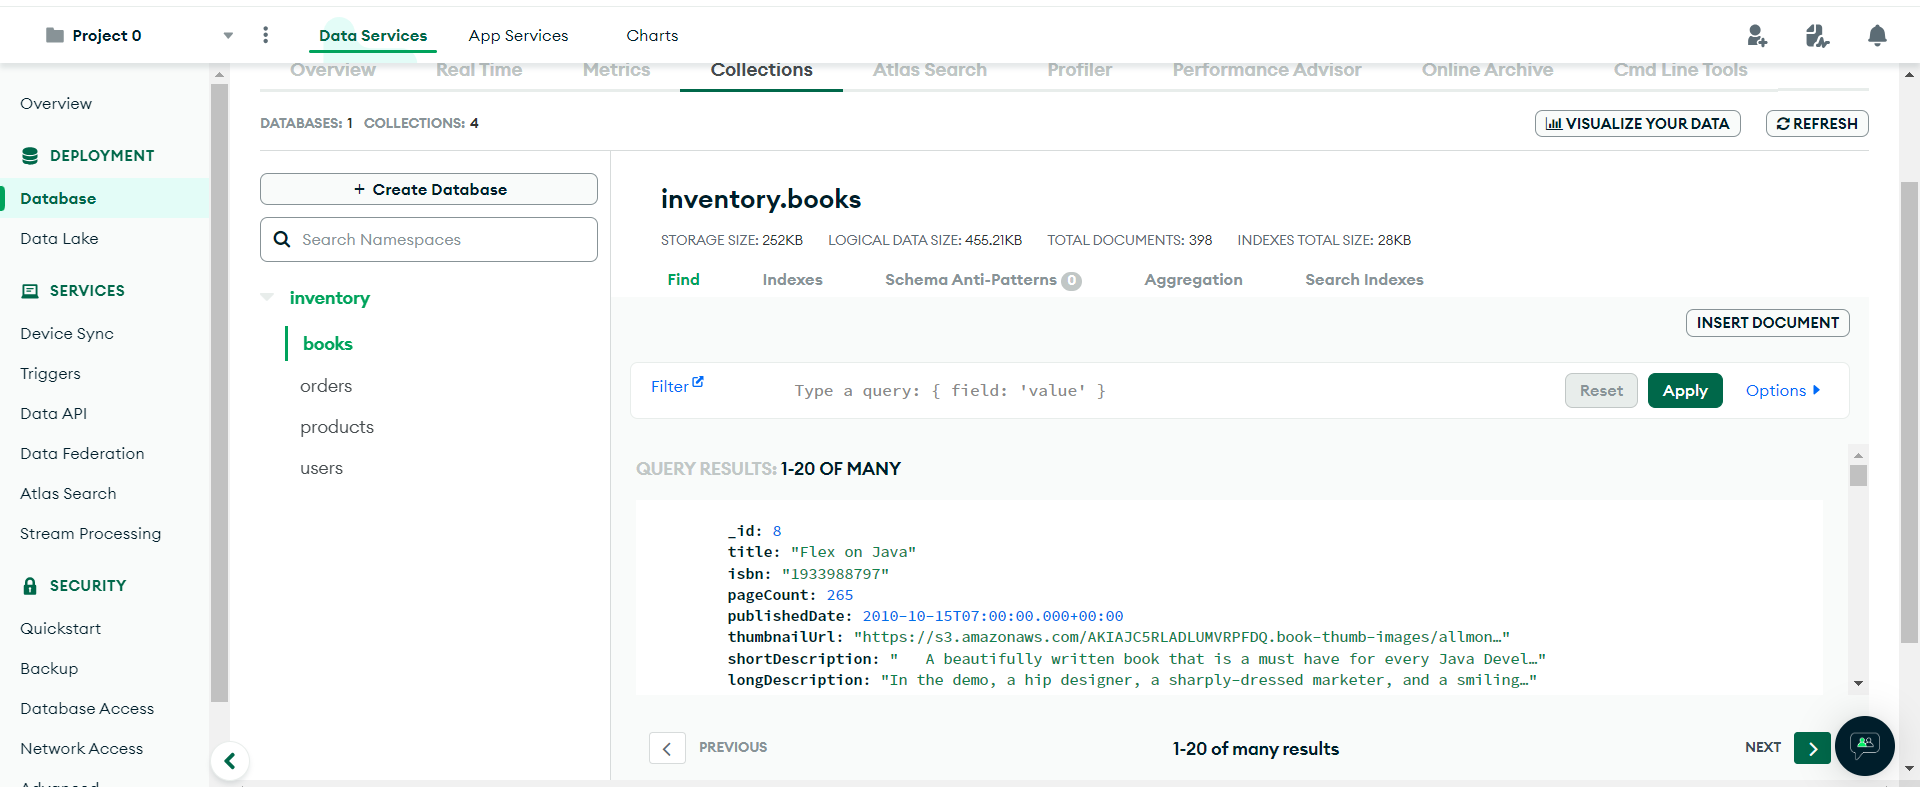 Project 0
Data Services
App Services
Charts
Overview
Real Time
Metrics
Collections
Atlas Search
Profiler
Performance Advisor
Online Archive
Cmd Line Tools
Overview
DEPLOYMENT
Database
Data Lake
SERVICES
Device Sync
Triggers
Data API
Data Federation
Atlas Search
Stream Processing
SECURITY
Quickstart
Backup
Database Access
Network Access
Advanced
DATABASES: 1 COLLECTIONS: 4
VISUALIZE YOUR DATA
REFRESH
+ Create Database
Search Namespaces
inventory
books
orders
products
users
inventory.books
STORAGE SIZE: 252KB LOGICAL DATA SIZE: 455.21KB TOTAL DOCUMENTS: 398 INDEXES TOTAL SIZE: 28KB
Find
Indexes
Schema Anti-Patterns 0
Aggregation
Search Indexes
INSERT DOCUMENT
Filter
Type a query: { field: 'value' }
Reset
Apply
Options
QUERY RESULTS: 1-20 OF MANY
_id: 8
title: "Flex on Java"
isbn: "1933988797"
pageCount: 265
publishedDate: 2010-10-15T07:00:00.000+00:00
thumbnailUrl: "https://s3.amazonaws.com/AKIAJC5RLADLUMVRPFDQ.book-thumb-images/allmon…"
shortDescription: "   A beautifully written book that is a must have for every Java Devel…"
longDescription: "In the demo, a hip designer, a sharply-dressed marketer, and a smiling…"
PREVIOUS
1-20 of many results
NEXT